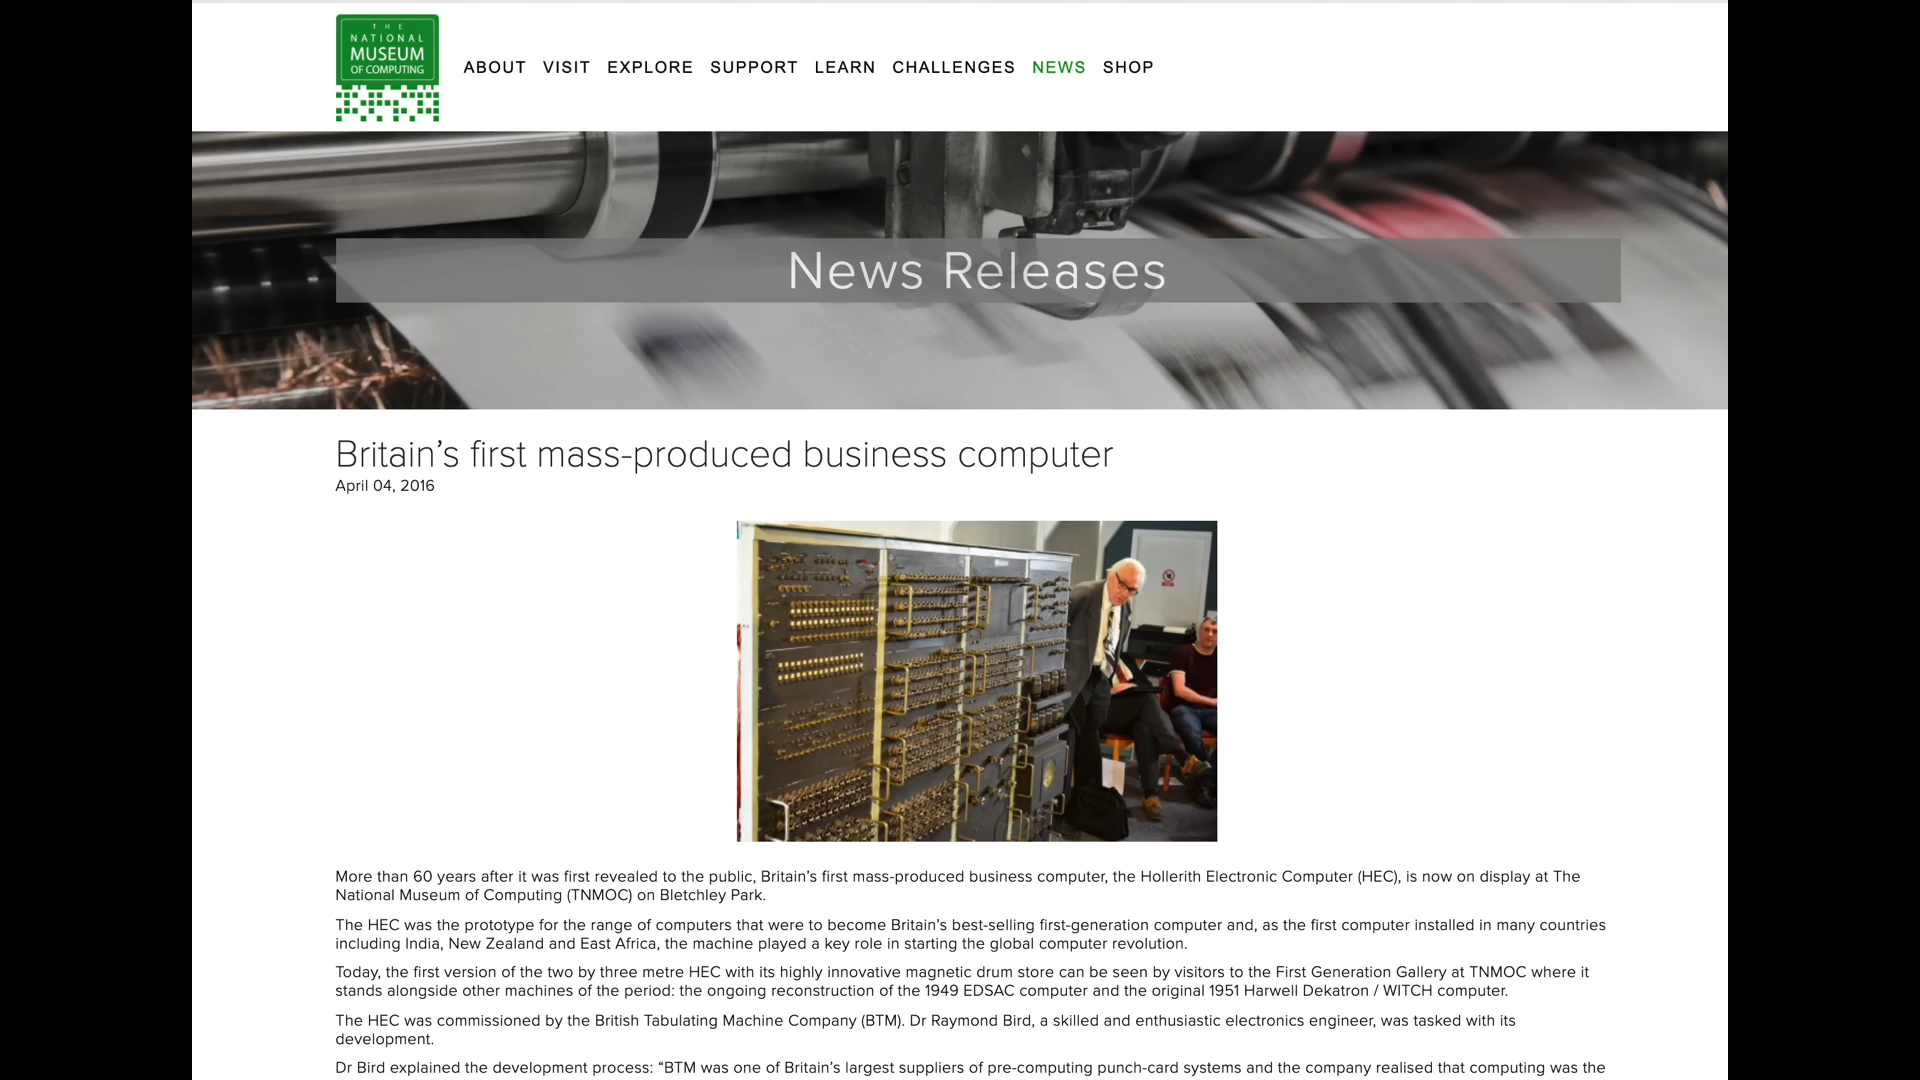 THE
NATIONAL
MUSEUM
OF COMPUTING
ABOUT VISIT EXPLORE SUPPORT LEARN CHALLENGES NEWS SHOP
News Releases
Britain’s first mass-produced business computer
April 04, 2016
More than 60 years after it was first revealed to the public, Britain’s first mass-produced business computer, the Hollerith Electronic Computer (HEC), is now on display at The
National Museum of Computing (TNMOC) on Bletchley Park.
The HEC was the prototype for the range of computers that were to become Britain’s best-selling first-generation computer and, as the first computer installed in many countries
including India, New Zealand and East Africa, the machine played a key role in starting the global computer revolution.
Today, the first version of the two by three metre HEC with its highly innovative magnetic drum store can be seen by visitors to the First Generation Gallery at TNMOC where it
stands alongside other machines of the period: the ongoing reconstruction of the 1949 EDSAC computer and the original 1951 Harwell Dekatron / WITCH computer.
The HEC was commissioned by the British Tabulating Machine Company (BTM). Dr Raymond Bird, a skilled and enthusiastic electronics engineer, was tasked with its
development.
Dr Bird explained the development process: “BTM was one of Britain’s largest suppliers of pre-computing punch-card systems and the company realised that computing was the